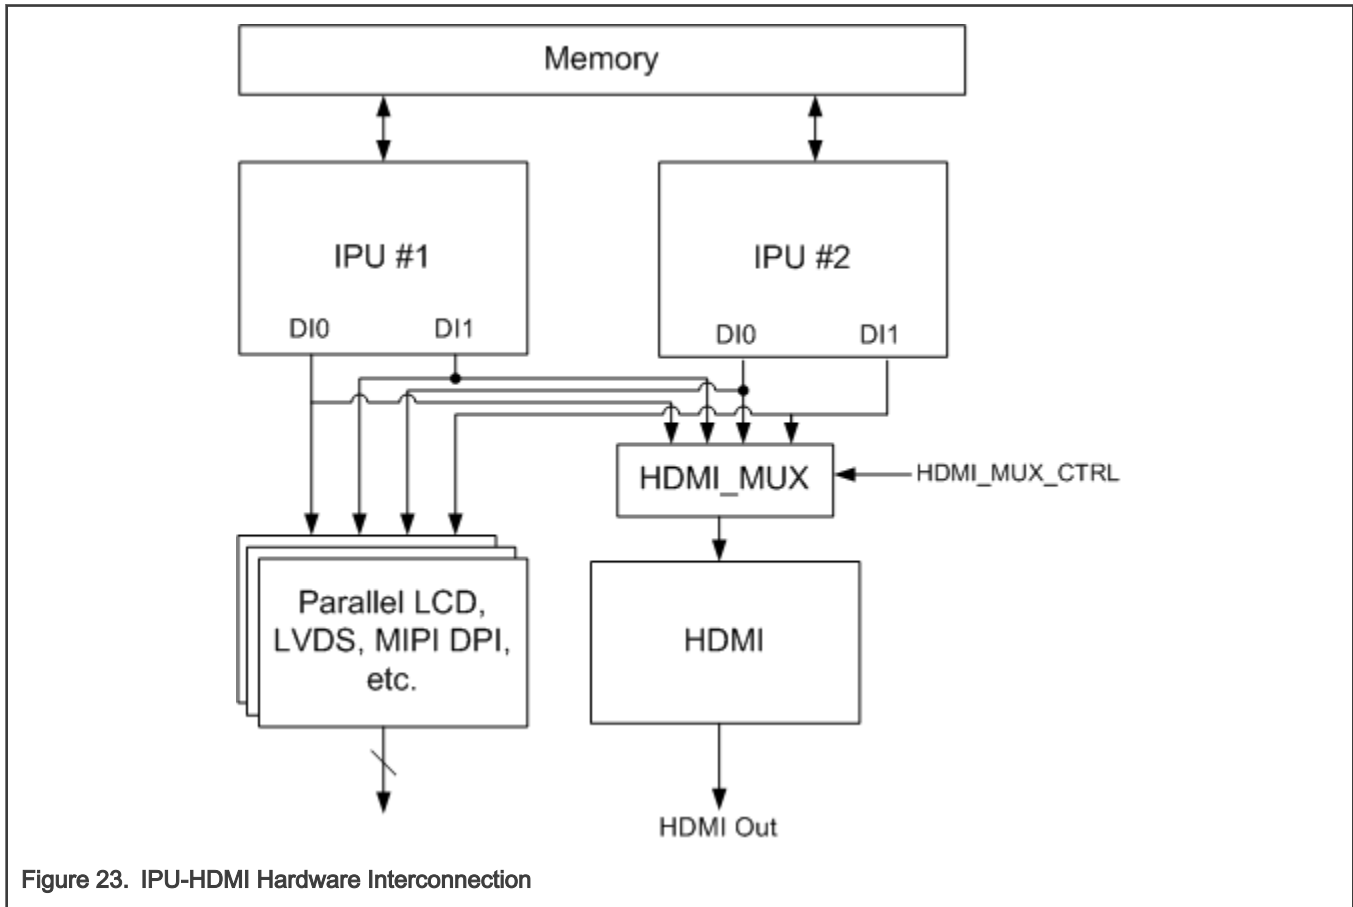 Memory
IPU #1
IPU #2
DI0
DI1
DI0
DI1
HDMI_MUX
HDMI_MUX_CTRL
Parallel LCD,
LVDS, MIPI DPI,
etc.
HDMI
HDMI Out
Figure 23. IPU-HDMI Hardware Interconnection